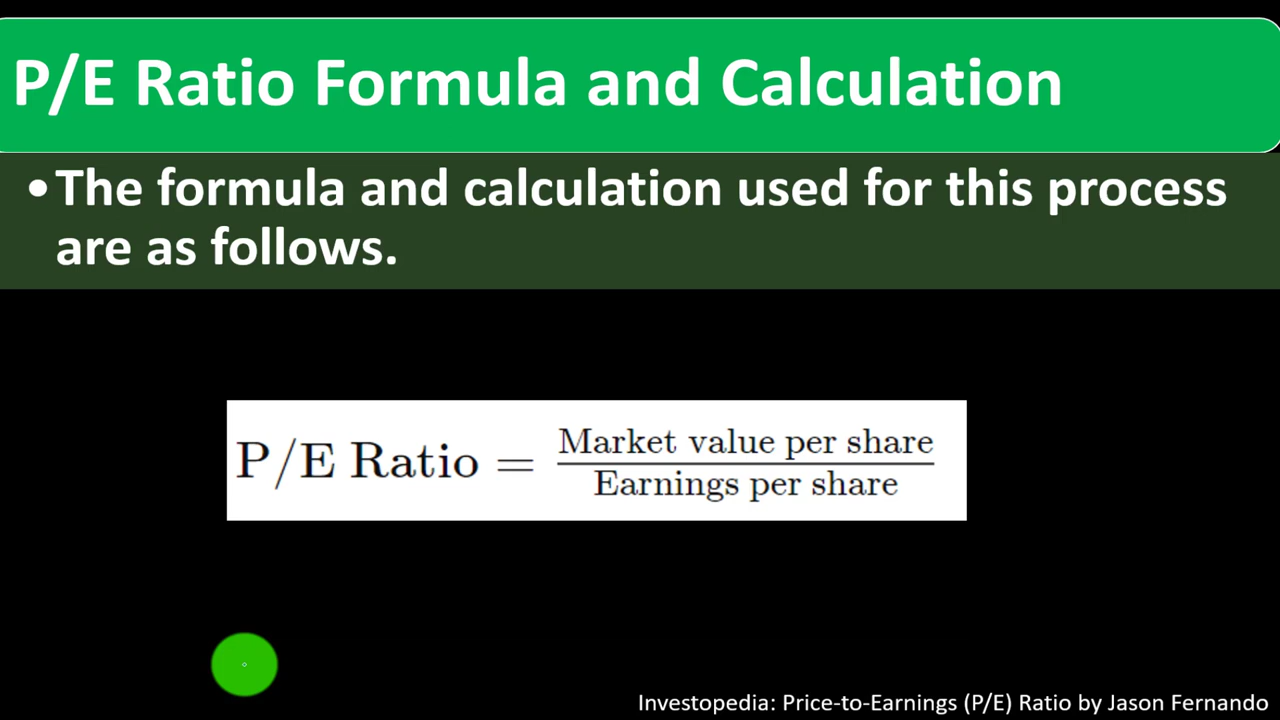 P/E Ratio Formula and Calculation
•The formula and calculation used for this process
are as follows.
P/E Ratio = Market value per share
Earnings per share
Investopedia: Price-to-Earnings (P/E) Ratio by Jason Fernando